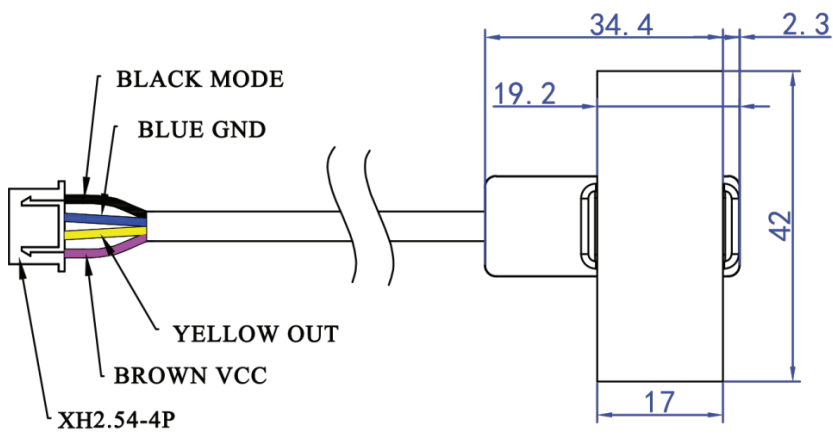 34.4
2.3
BLACK MODE
19.2
BLUE GND
42
YELLOW OUT
BROWN VCC
17
XH2.54-4P